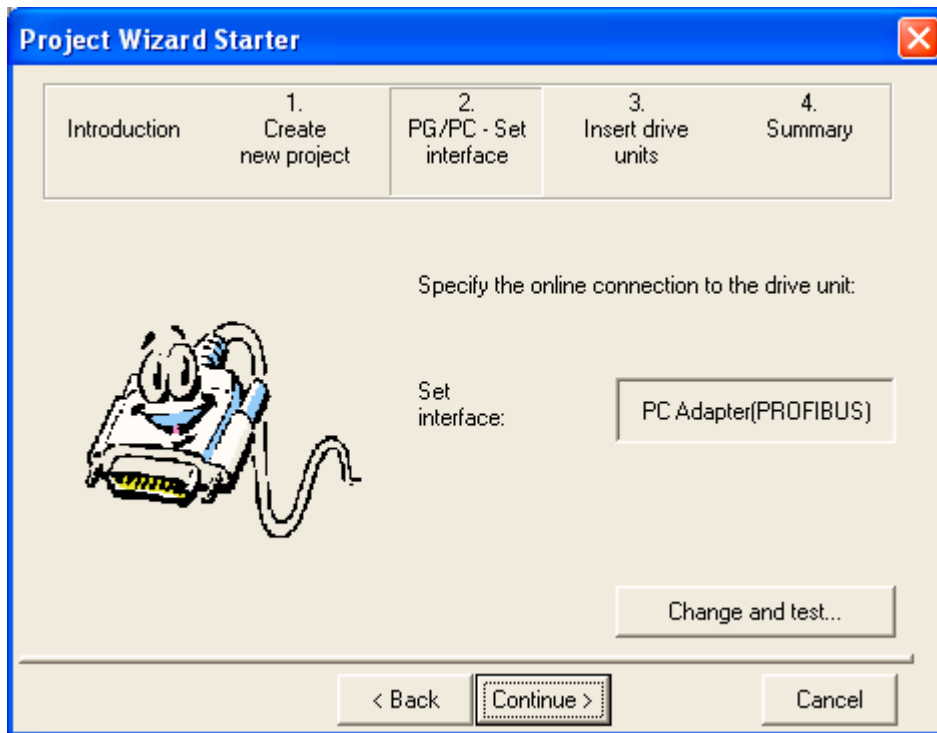 Project Wizard Starter
Introduction
1.
Create
new project
2.
PG/PC - Set
interface
3.
Insert drive
units
4.
Summary
Specify the online connection to the drive unit:
Set
interface:
PC Adapter(PROFIBUS)
Change and test...
< Back
Continue >
Cancel